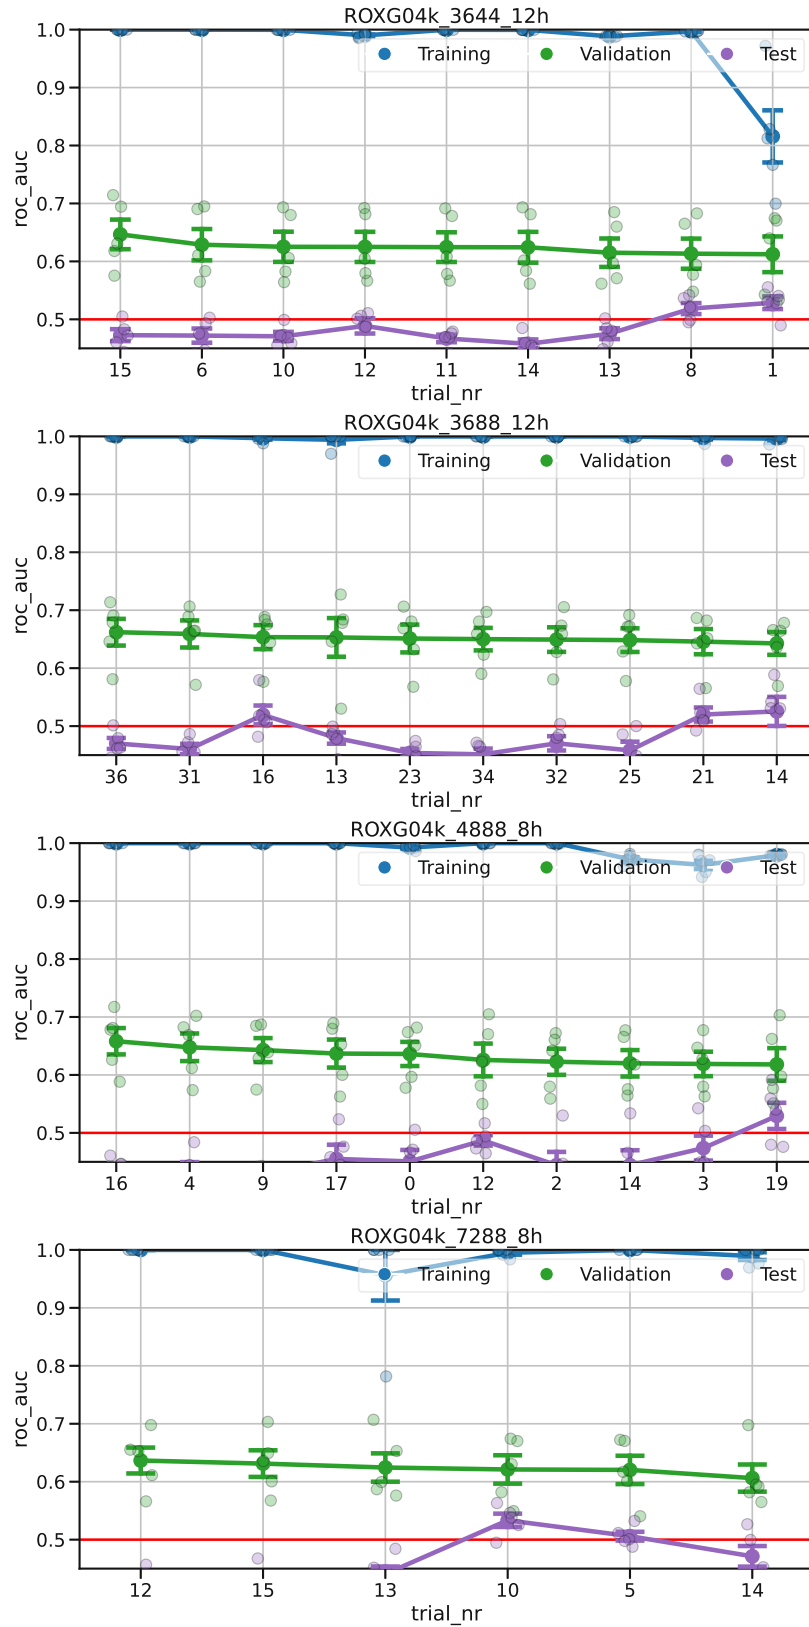 ROXG04k_3644_12h
Training Validation Test
1.0
0.9
0.8
0.7
0.6
0.5
roc_auc
15 6 10 12 11 14 13 8 1
trial_nr
ROXG04k_3688_12h
Training Validation Test
1.0
0.9
0.8
0.7
0.6
0.5
roc_auc
36 31 16 13 23 34 32 25 21 14
trial_nr
ROXG04k_4888_8h
Training Validation Test
1.0
0.9
0.8
0.7
0.6
0.5
roc_auc
16 4 9 17 0 12 2 14 3 19
trial_nr
ROXG04k_7288_8h
Training Validation Test
1.0
0.9
0.8
0.7
0.6
0.5
roc_auc
12 15 13 10 5 14
trial_nr